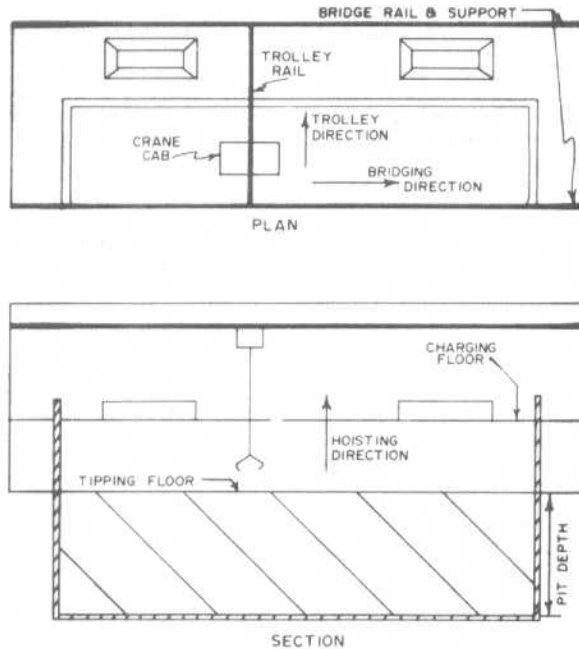 BRIDGE RAIL & SUPPORT
TROLLEY
RAIL
TROLLEY
DIRECTION
CRANE
CAB
BRIDGING
DIRECTION
PLAN
CHARGING
FLOOR
HOISTING
DIRECTION
TIPPING FLOOR
PIT DEPTH
SECTION